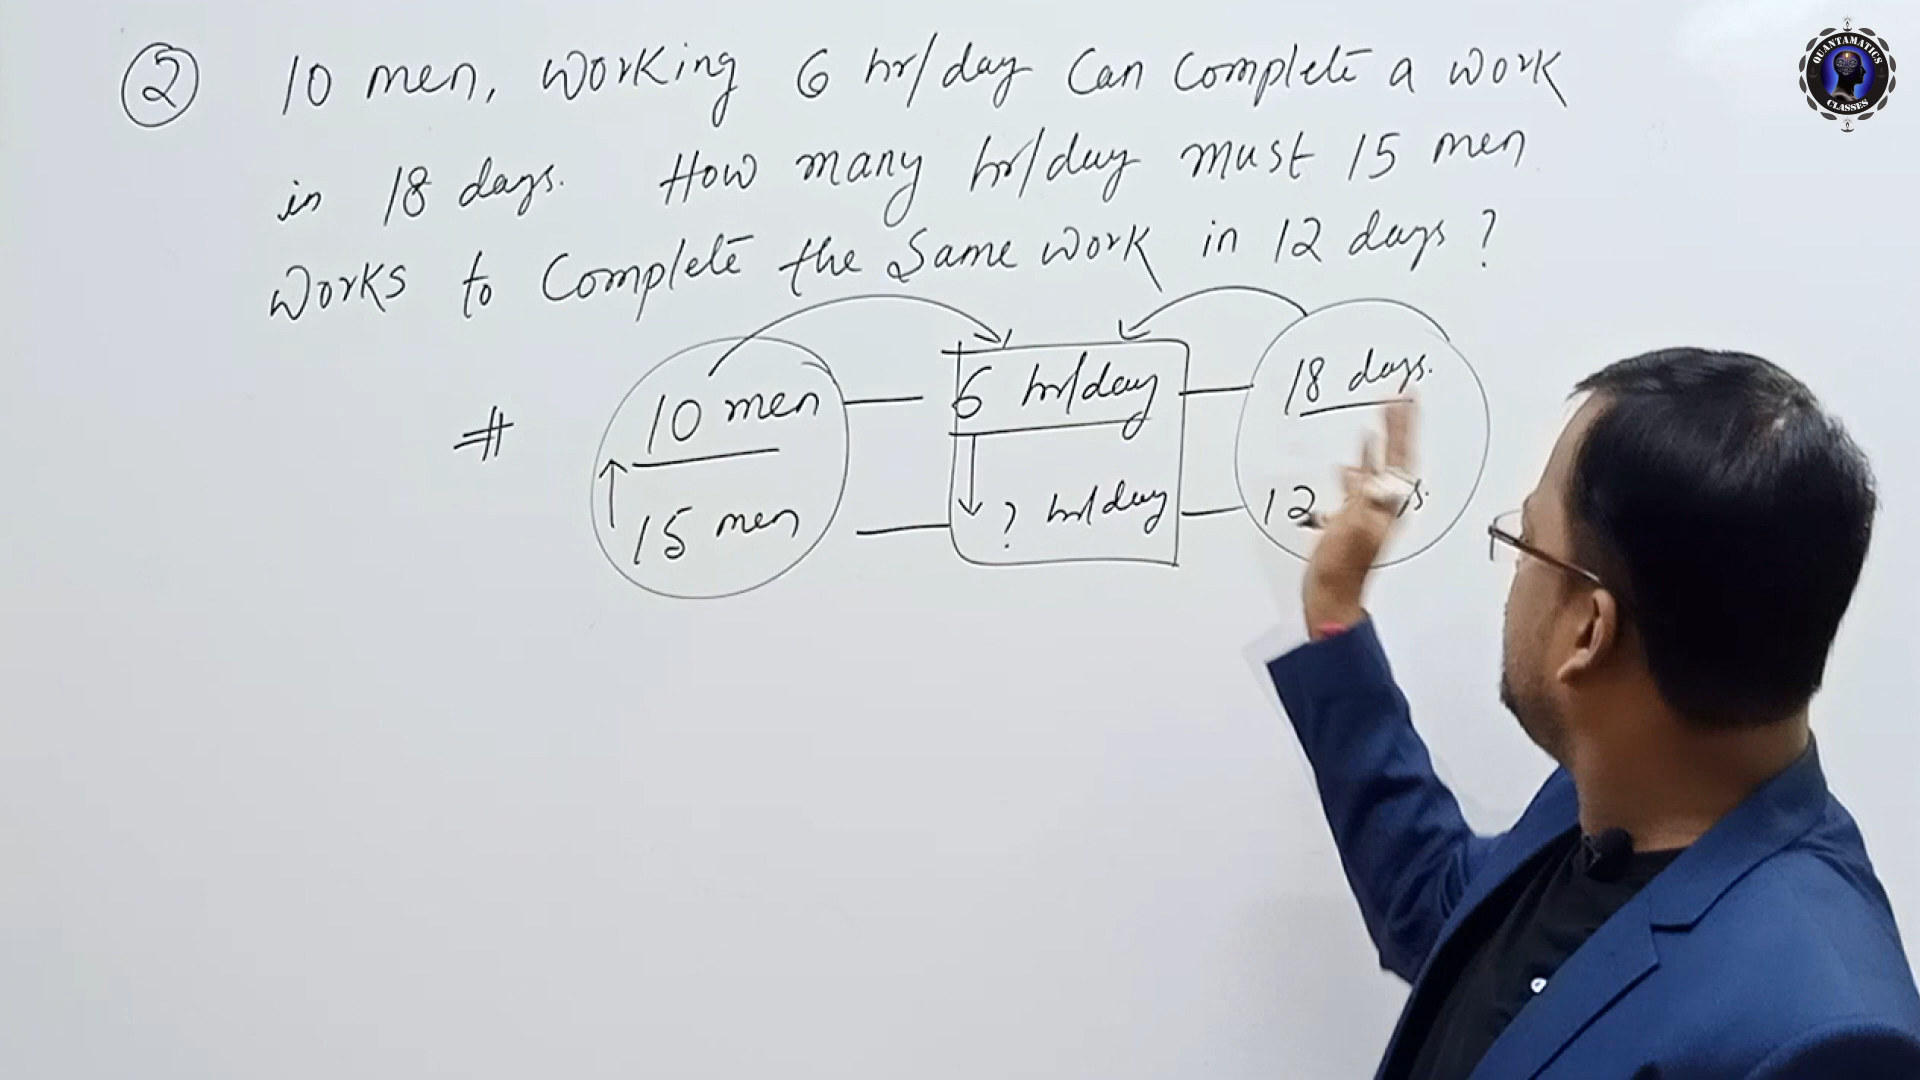 ② 10 men, working 6 hr/day Can Complete a work
in 18 days. How many hr/day must 15 men
works to Complete the Same work in 12 days?
# 10 men — 6 hr/day — 18 days.
15 men — ? hr/day — 12
QUANTAMATICS
CLASSES